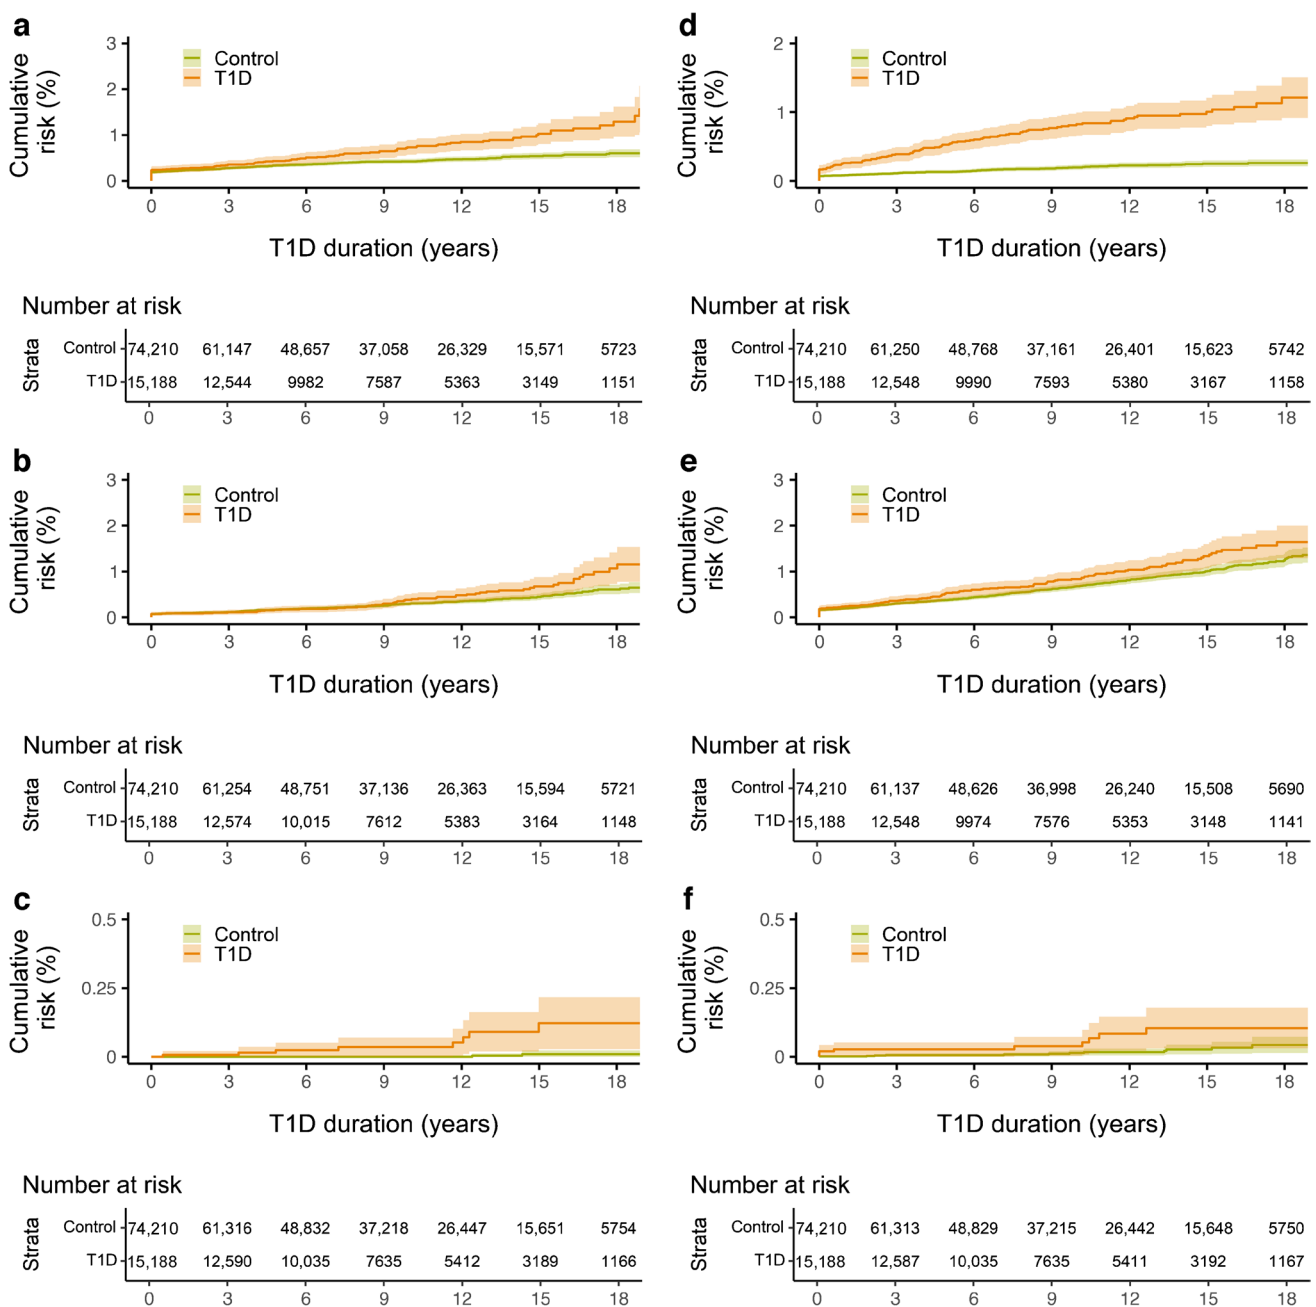 a
Cumulative
risk (%)
3
2
1
0
Control
T1D
0 3 6 9 12 15 18
T1D duration (years)
Number at risk
Strata
Control 74,210 61,147 48,657 37,058 26,329 15,571 5723
T1D 15,188 12,544 9982 7587 5363 3149 1151
0 3 6 9 12 15 18
d
Cumulative
risk (%)
2
1
0
Control
T1D
0 3 6 9 12 15 18
T1D duration (years)
Number at risk
Strata
Control 74,210 61,250 48,768 37,161 26,401 15,623 5742
T1D 15,188 12,548 9990 7593 5380 3167 1158
0 3 6 9 12 15 18
b
Cumulative
risk (%)
3
2
1
0
Control
T1D
0 3 6 9 12 15 18
T1D duration (years)
Number at risk
Strata
Control 74,210 61,254 48,751 37,136 26,363 15,594 5721
T1D 15,188 12,574 10,015 7612 5383 3164 1148
0 3 6 9 12 15 18
e
Cumulative
risk (%)
3
2
1
0
Control
T1D
0 3 6 9 12 15 18
T1D duration (years)
Number at risk
Strata
Control 74,210 61,137 48,626 36,998 26,240 15,508 5690
T1D 15,188 12,548 9974 7576 5353 3148 1141
0 3 6 9 12 15 18
c
Cumulative
risk (%)
0.5
0.25
0
Control
T1D
0 3 6 9 12 15 18
T1D duration (years)
Number at risk
Strata
Control 74,210 61,316 48,832 37,218 26,447 15,651 5754
T1D 15,188 12,590 10,035 7635 5412 3189 1166
0 3 6 9 12 15 18
f
Cumulative
risk (%)
0.5
0.25
0
Control
T1D
0 3 6 9 12 15 18
T1D duration (years)
Number at risk
Strata
Control 74,210 61,313 48,829 37,215 26,442 15,648 5750
T1D 15,188 12,587 10,035 7635 5411 3192 1167
0 3 6 9 12 15 18